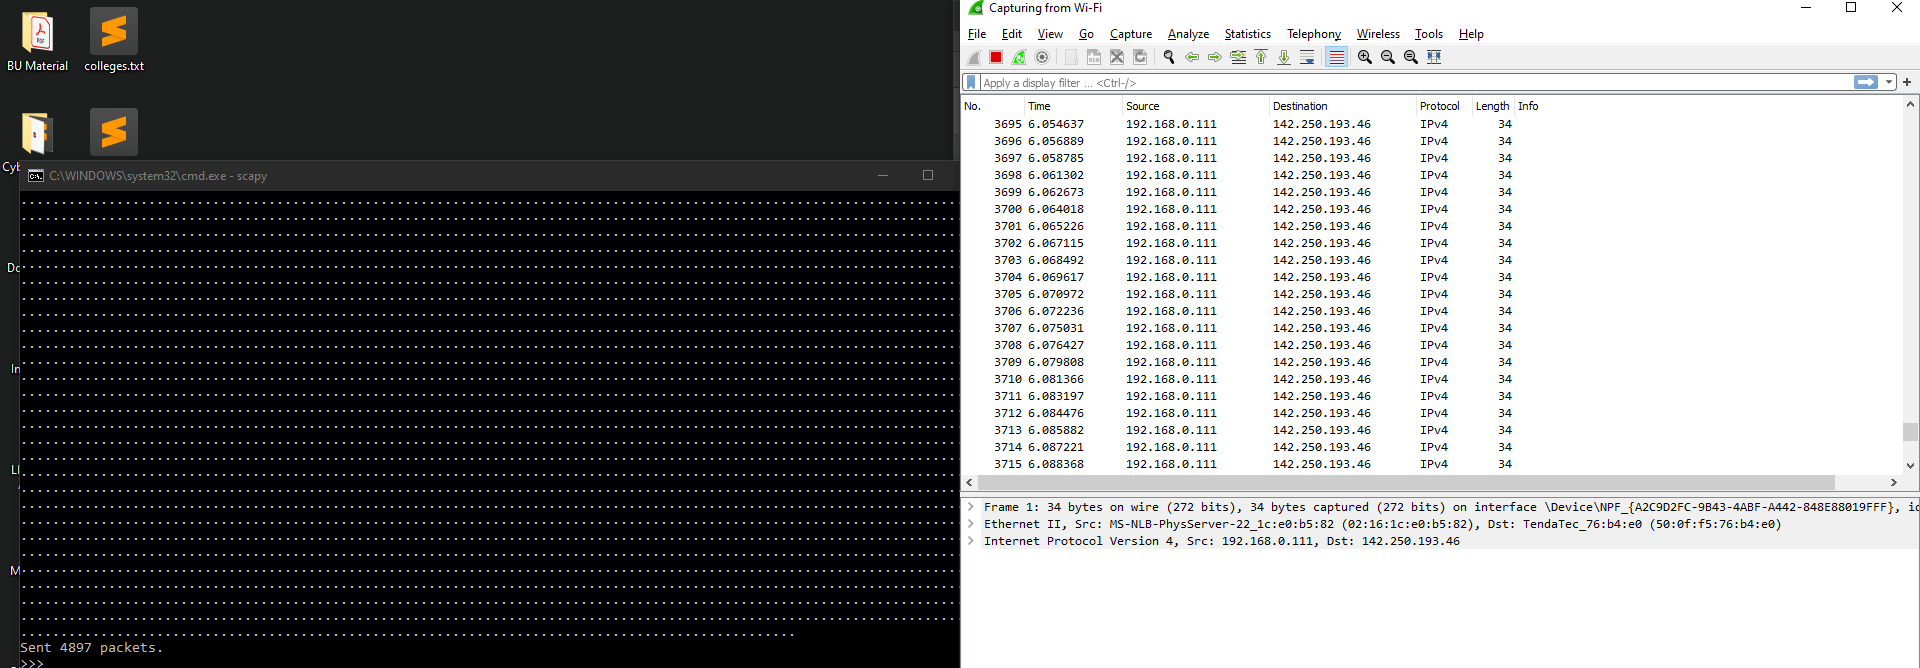 BU Material
colleges.txt
Cyb
Do
In
LI
M
C:\WINDOWS\system32\cmd.exe - scapy
Sent 4897 packets.
>>>
Capturing from Wi-Fi
File Edit View Go Capture Analyze Statistics Telephony Wireless Tools Help
Apply a display filter ... <Ctrl-/>
No. Time Source Destination Protocol Length Info
3695 6.054637 192.168.0.111 142.250.193.46 IPv4 34
3696 6.056889 192.168.0.111 142.250.193.46 IPv4 34
3697 6.058785 192.168.0.111 142.250.193.46 IPv4 34
3698 6.061302 192.168.0.111 142.250.193.46 IPv4 34
3699 6.062673 192.168.0.111 142.250.193.46 IPv4 34
3700 6.064018 192.168.0.111 142.250.193.46 IPv4 34
3701 6.065226 192.168.0.111 142.250.193.46 IPv4 34
3702 6.067115 192.168.0.111 142.250.193.46 IPv4 34
3703 6.068492 192.168.0.111 142.250.193.46 IPv4 34
3704 6.069617 192.168.0.111 142.250.193.46 IPv4 34
3705 6.070972 192.168.0.111 142.250.193.46 IPv4 34
3706 6.072236 192.168.0.111 142.250.193.46 IPv4 34
3707 6.075031 192.168.0.111 142.250.193.46 IPv4 34
3708 6.076427 192.168.0.111 142.250.193.46 IPv4 34
3709 6.079808 192.168.0.111 142.250.193.46 IPv4 34
3710 6.081366 192.168.0.111 142.250.193.46 IPv4 34
3711 6.083197 192.168.0.111 142.250.193.46 IPv4 34
3712 6.084476 192.168.0.111 142.250.193.46 IPv4 34
3713 6.085882 192.168.0.111 142.250.193.46 IPv4 34
3714 6.087221 192.168.0.111 142.250.193.46 IPv4 34
3715 6.088368 192.168.0.111 142.250.193.46 IPv4 34
Frame 1: 34 bytes on wire (272 bits), 34 bytes captured (272 bits) on interface \Device\NPF_{A2C9D2FC-9B43-4ABF-A442-848E88019FFF}, id
Ethernet II, Src: MS-NLB-PhysServer-22_1c:e0:b5:82 (02:16:1c:e0:b5:82), Dst: TendaTec_76:b4:e0 (50:0f:f5:76:b4:e0)
Internet Protocol Version 4, Src: 192.168.0.111, Dst: 142.250.193.46